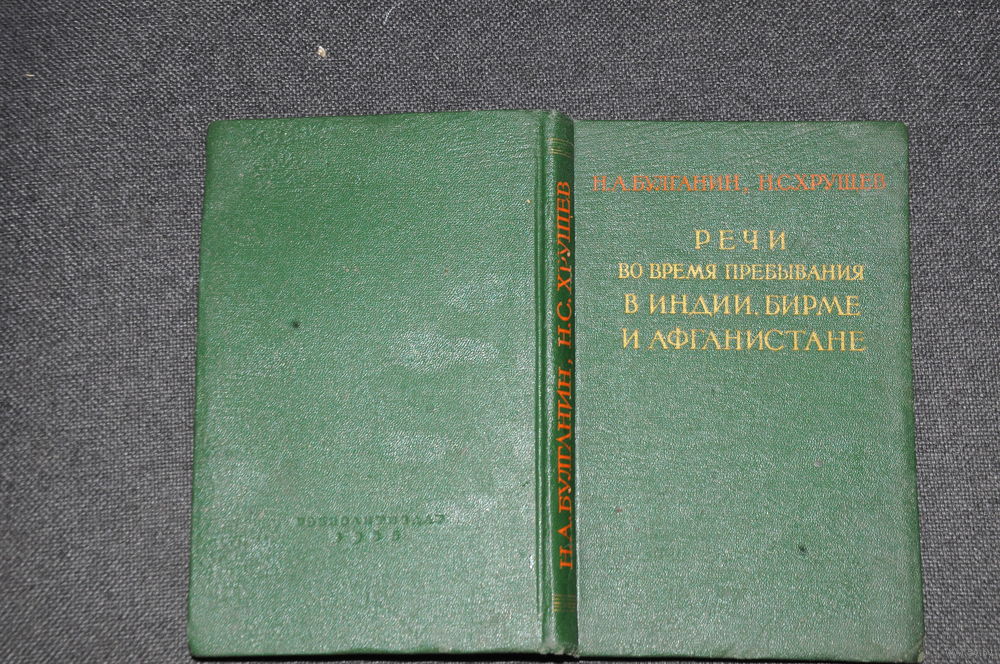 Н.А.БУЛГАНИН, Н.С.ХРУЩЕВ
РЕЧИ
ВО ВРЕМЯ ПРЕБЫВАНИЯ
В ИНДИИ, БИРМЕ
И АФГАНИСТАНЕ
Н.А.БУЛГАНИН, Н.С.ХРУЩЕВ